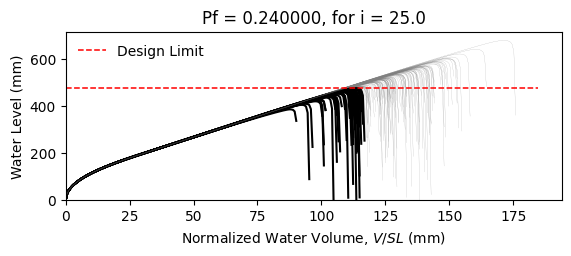 Pf = 0.240000, for i = 25.0
Water Level (mm)
600
400
200
0
Design Limit
0 25 50 75 100 125 150 175
Normalized Water Volume, V/SL (mm)